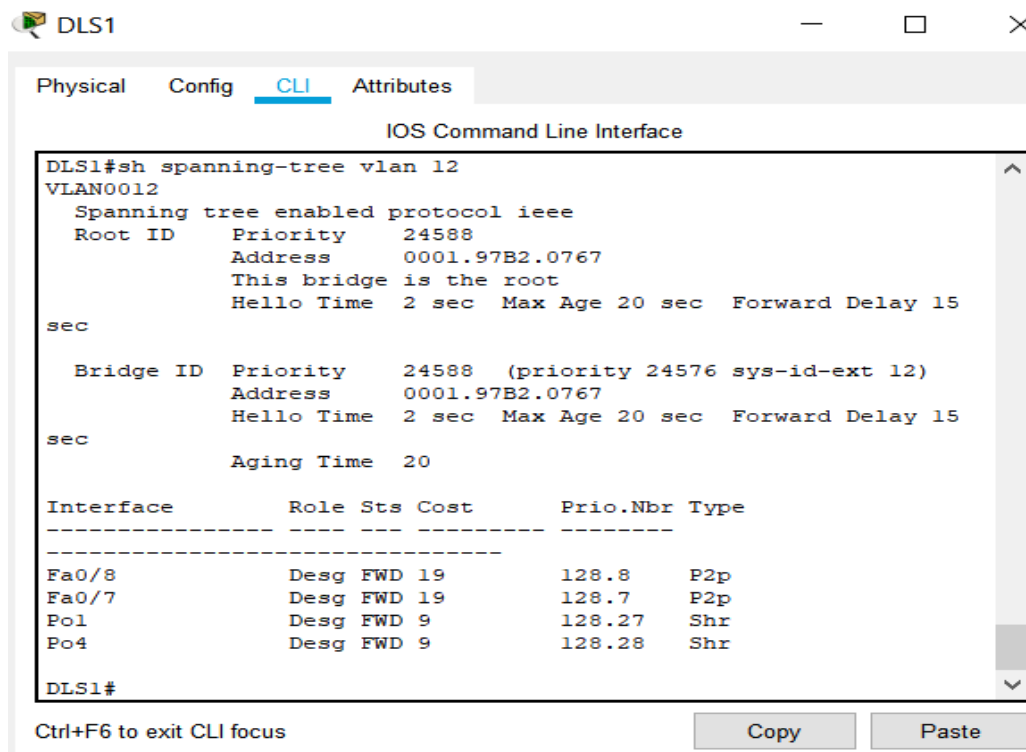 DLS1
Physical Config CLI Attributes
IOS Command Line Interface
DLS1#sh spanning-tree vlan 12
VLAN0012
  Spanning tree enabled protocol ieee
  Root ID    Priority    24588
             Address     0001.97B2.0767
             This bridge is the root
             Hello Time  2 sec  Max Age 20 sec  Forward Delay 15
sec

  Bridge ID  Priority    24588  (priority 24576 sys-id-ext 12)
             Address     0001.97B2.0767
             Hello Time  2 sec  Max Age 20 sec  Forward Delay 15
sec
             Aging Time  20

Interface        Role Sts Cost      Prio.Nbr Type
---------------- ---- --- --------- --------
--------------------------------
Fa0/8            Desg FWD 19        128.8    P2p
Fa0/7            Desg FWD 19        128.7    P2p
Po1              Desg FWD 9         128.27   Shr
Po4              Desg FWD 9         128.28   Shr

DLS1#
Ctrl+F6 to exit CLI focus Copy Paste